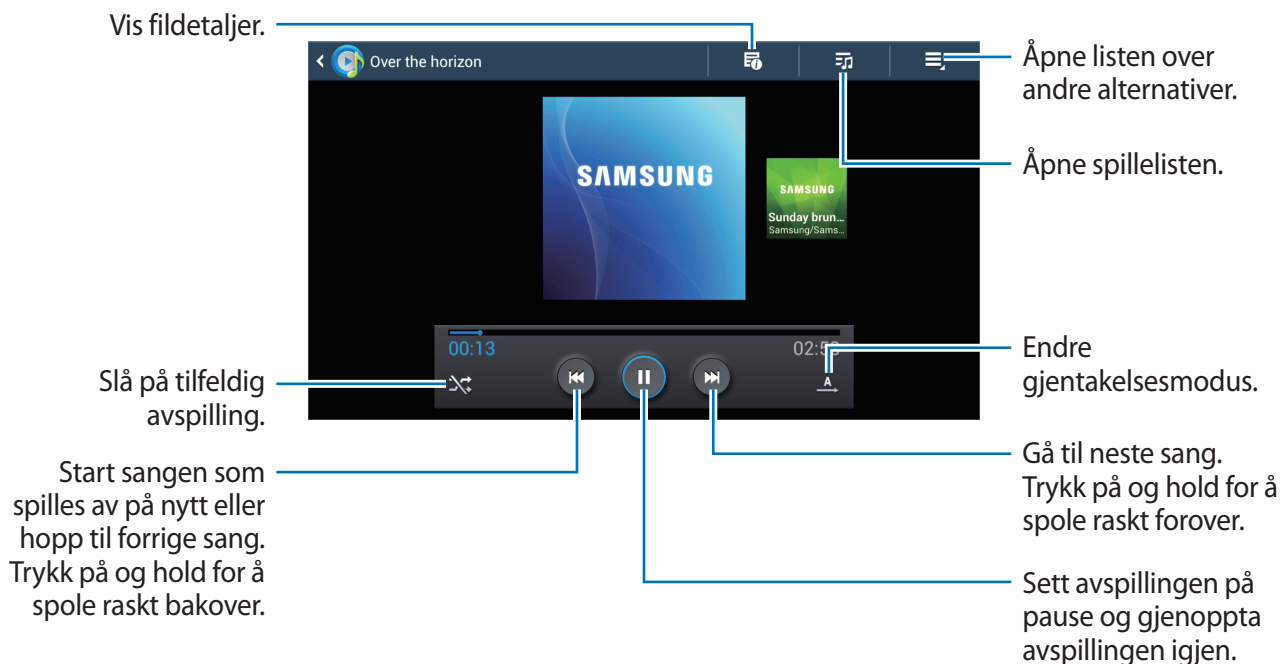 Vis fildetaljer.
Over the horizon
Åpne listen over
andre alternativer.
SAMSUNG
SAMSUNG
Sunday brun...
Samsung/Sams...
Åpne spillelisten.
00:13
A
Slå på tilfeldig
avspilling.
Endre
gjentakelsesmodus.
Start sangen som
spilles av på nytt eller
hopp til forrige sang.
Trykk på og hold for å
spole raskt bakover.
Gå til neste sang.
Trykk på og hold for å
spole raskt forover.
Sett avspillingen på
pause og gjenoppta
avspillingen igjen.